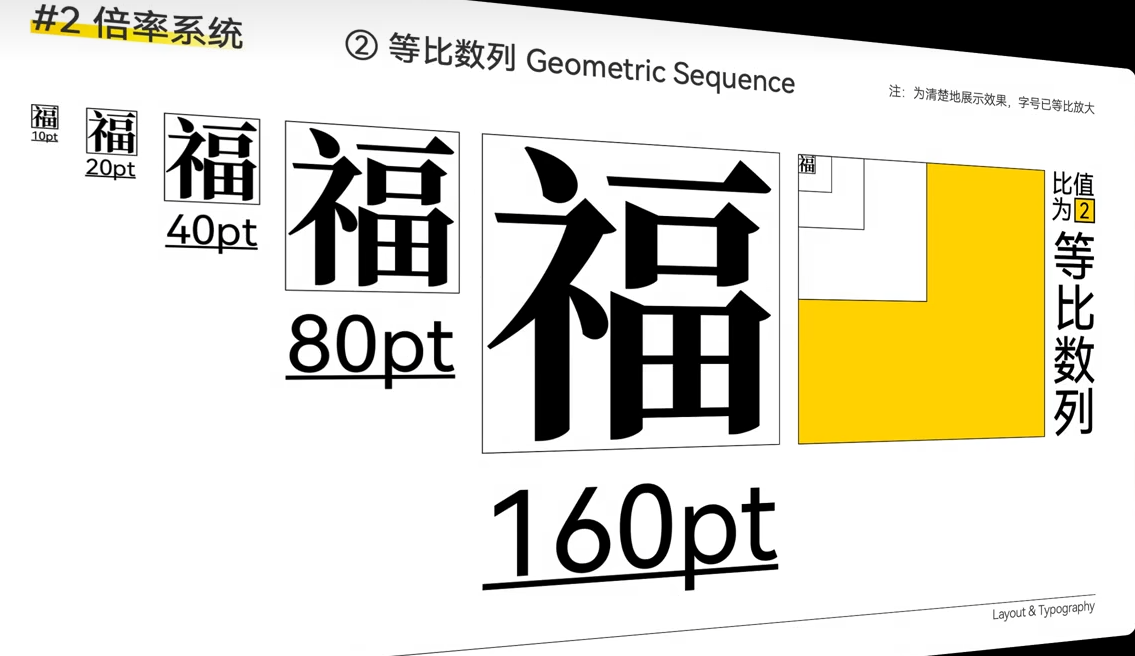 #2 倍率系统
② 等比数列 Geometric Sequence
注：为清楚地展示效果，字号已等比放大
福
10pt
福
20pt
福
40pt
福
80pt
福
160pt
福
比值
为2
等比数列
Layout & Typography